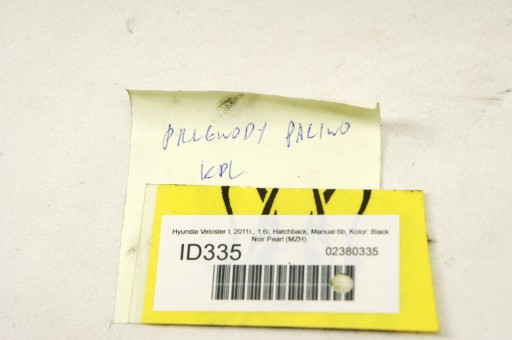 PRZEWODY PALIWO
KPL
Hyundai Veloster I, 2011r., 1.6i, Hatchback, Manual 6b, Kolor: Black
Noir Pearl (MZH)
ID335 02380335